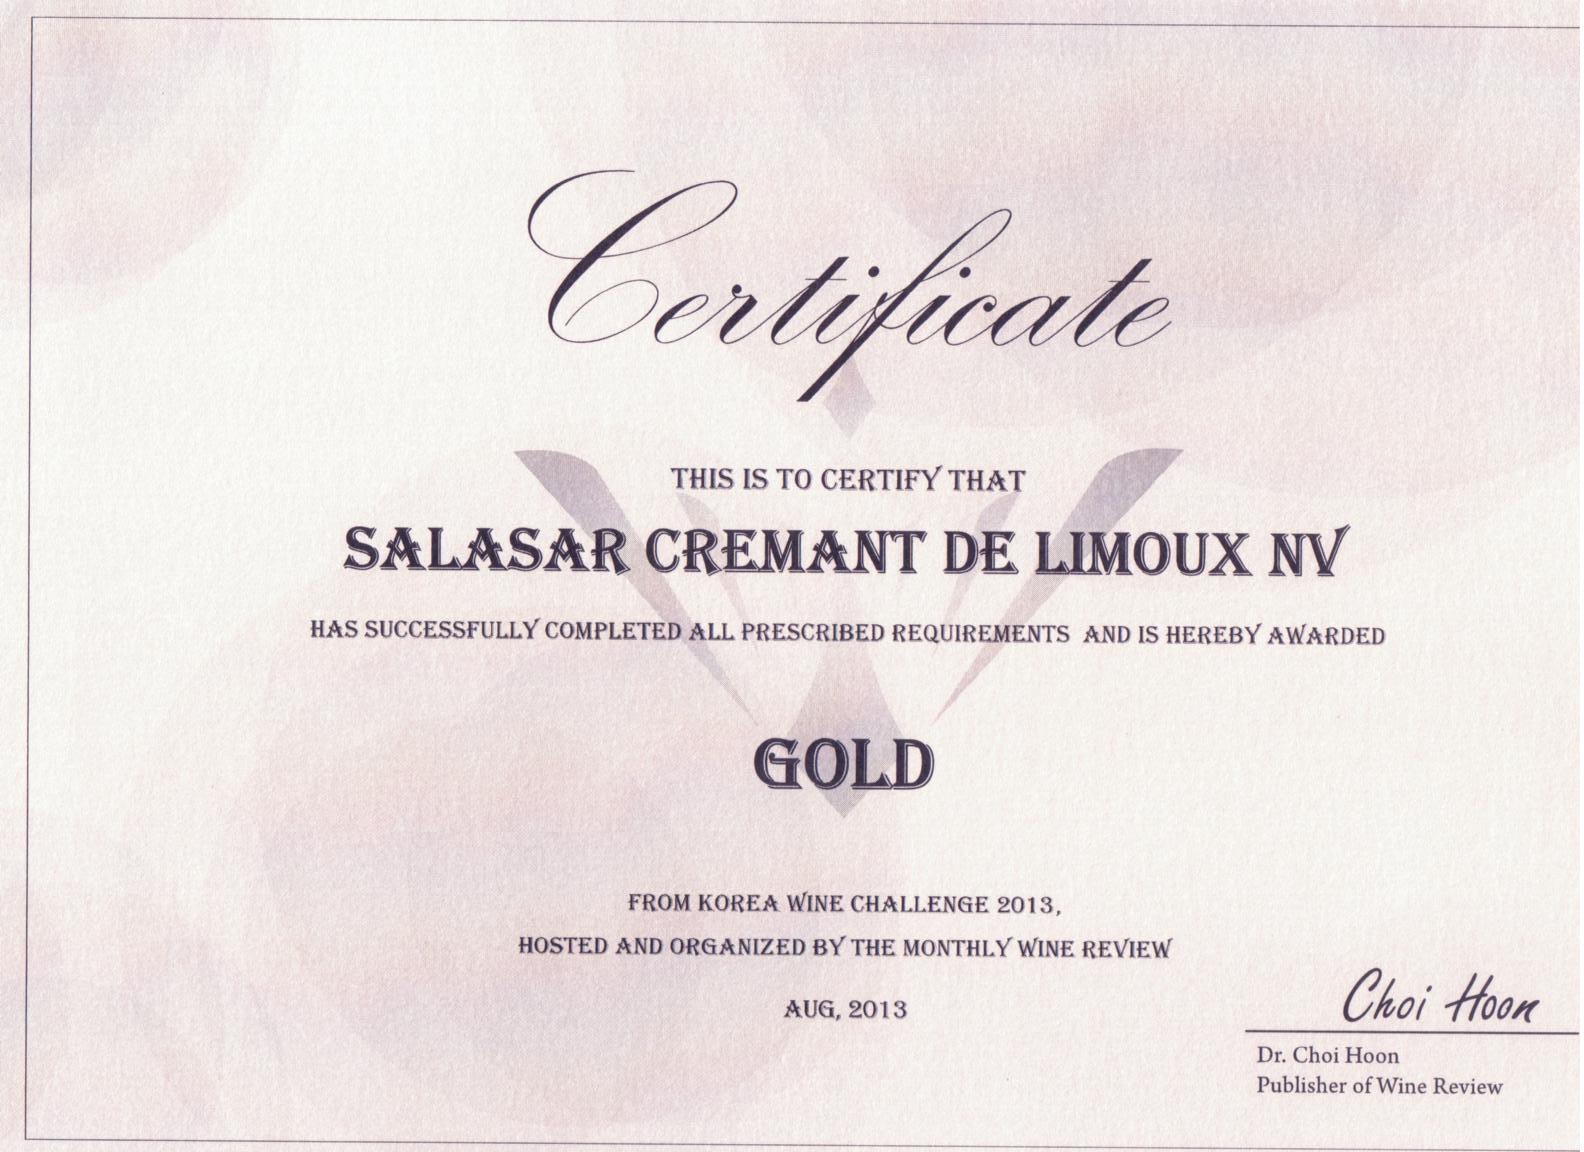 Certificate
THIS IS TO CERTIFY THAT
SALASAR CREMANT DE LIMOUX NV
HAS SUCCESSFULLY COMPLETED ALL PRESCRIBED REQUIREMENTS AND IS HEREBY AWARDED
GOLD
FROM KOREA WINE CHALLENGE 2013,
HOSTED AND ORGANIZED BY THE MONTHLY WINE REVIEW
AUG, 2013
Choi Hoon
Dr. Choi Hoon
Publisher of Wine Review